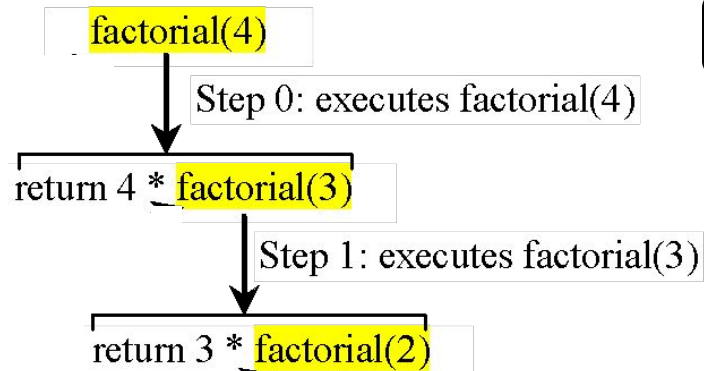 factorial(4)
Step 0: executes factorial(4)
return 4 * factorial(3)
Step 1: executes factorial(3)
return 3 * factorial(2)